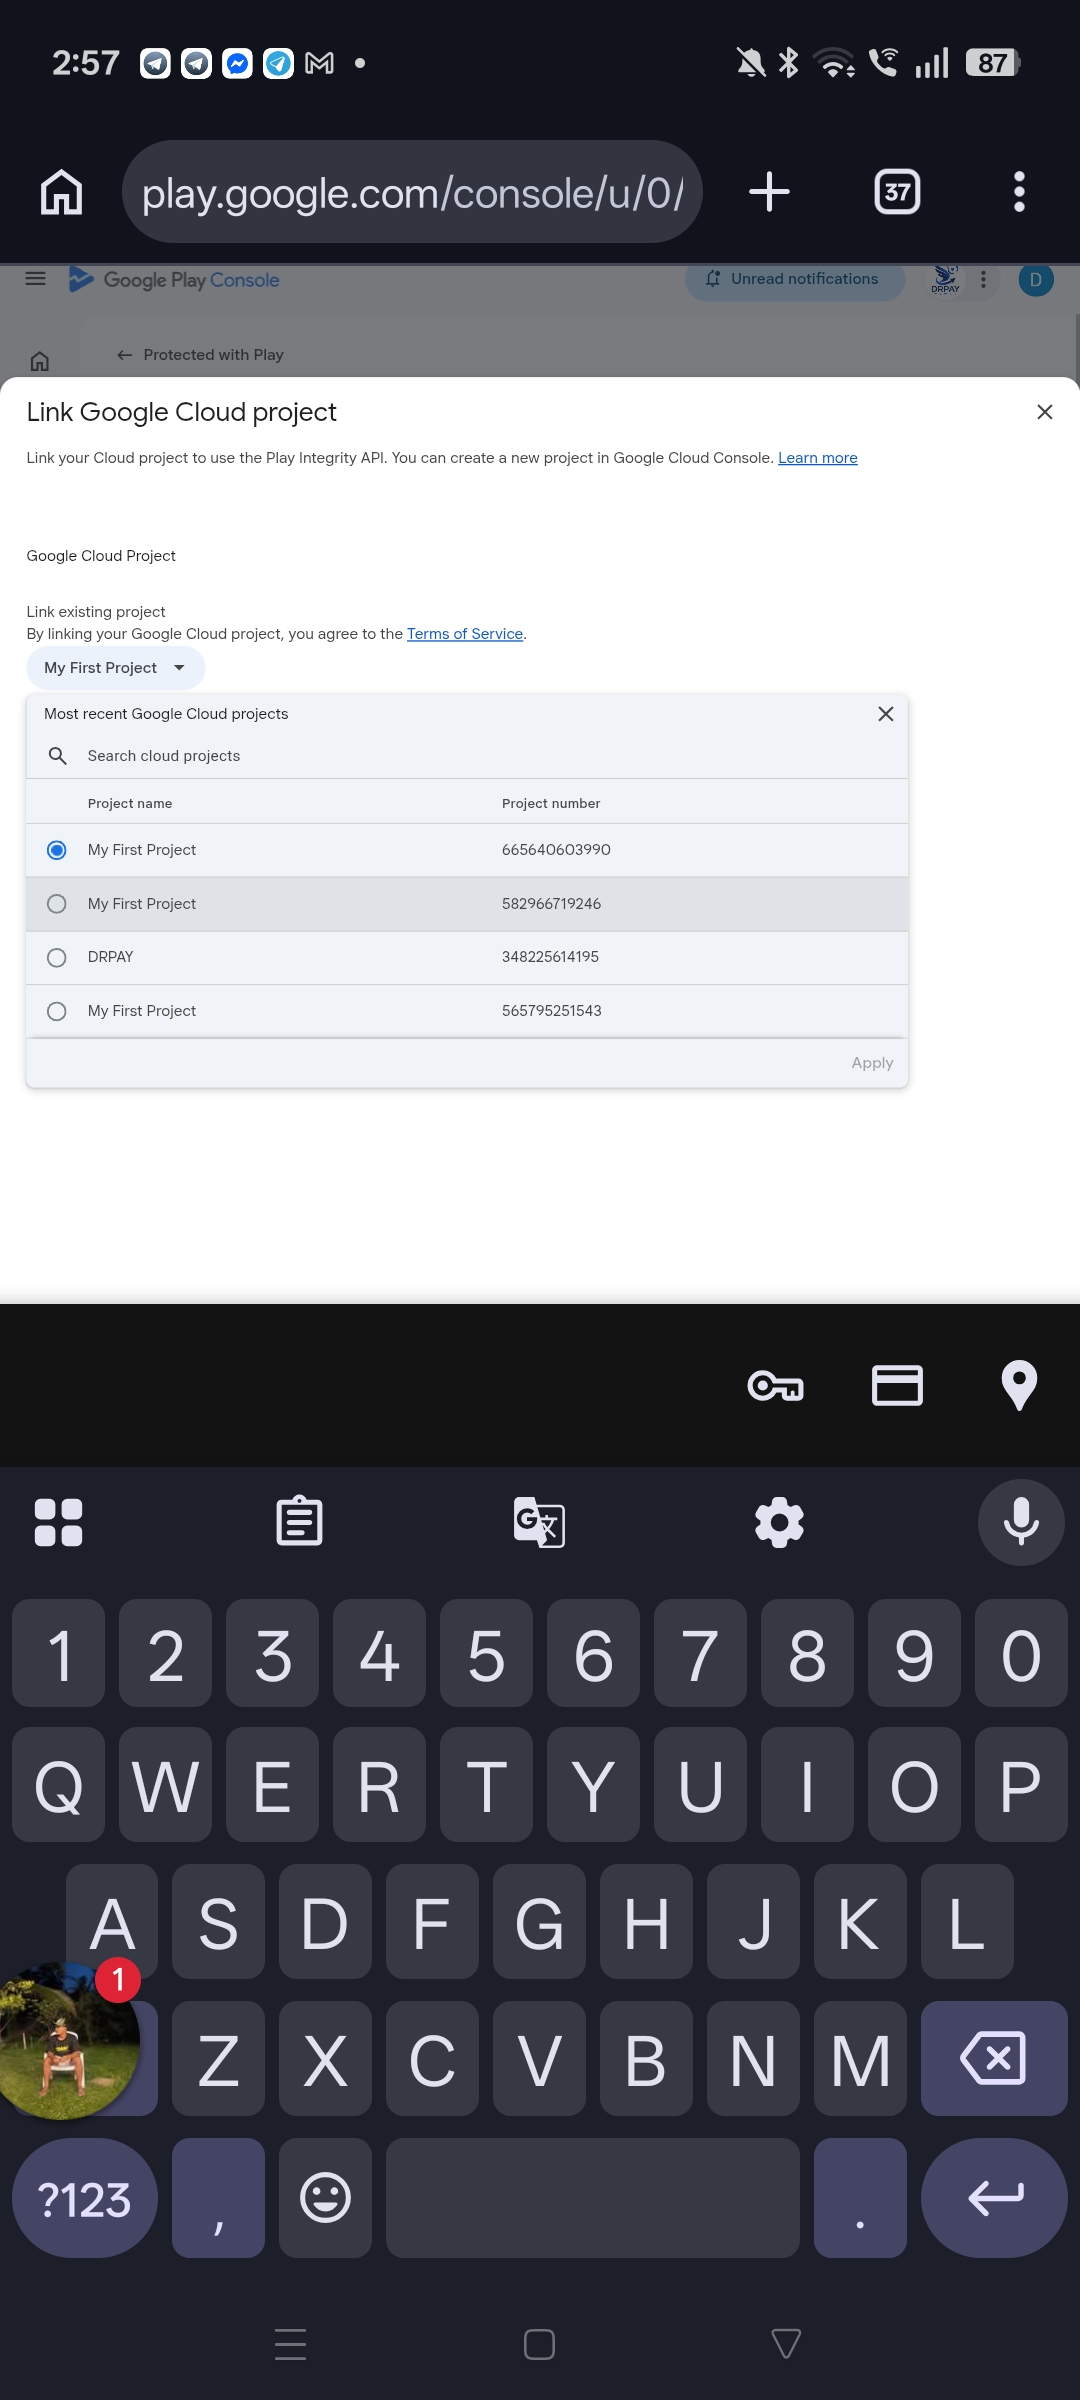 2:57
87
play.google.com/console/u/0/
37
Google Play Console
Unread notifications
DRPAY
D
Protected with Play
Link Google Cloud project
Link your Cloud project to use the Play Integrity API. You can create a new project in Google Cloud Console. Learn more
Google Cloud Project
Link existing project
By linking your Google Cloud project, you agree to the Terms of Service.
My First Project
Most recent Google Cloud projects
Search cloud projects
Project name Project number
My First Project 665640603990
My First Project 582966719246
DRPAY 348225614195
My First Project 565795251543
Apply
1 2 3 4 5 6 7 8 9 0
Q W E R T Y U I O P
A S D F G H J K L
1
Z X C V B N M
?123 , .